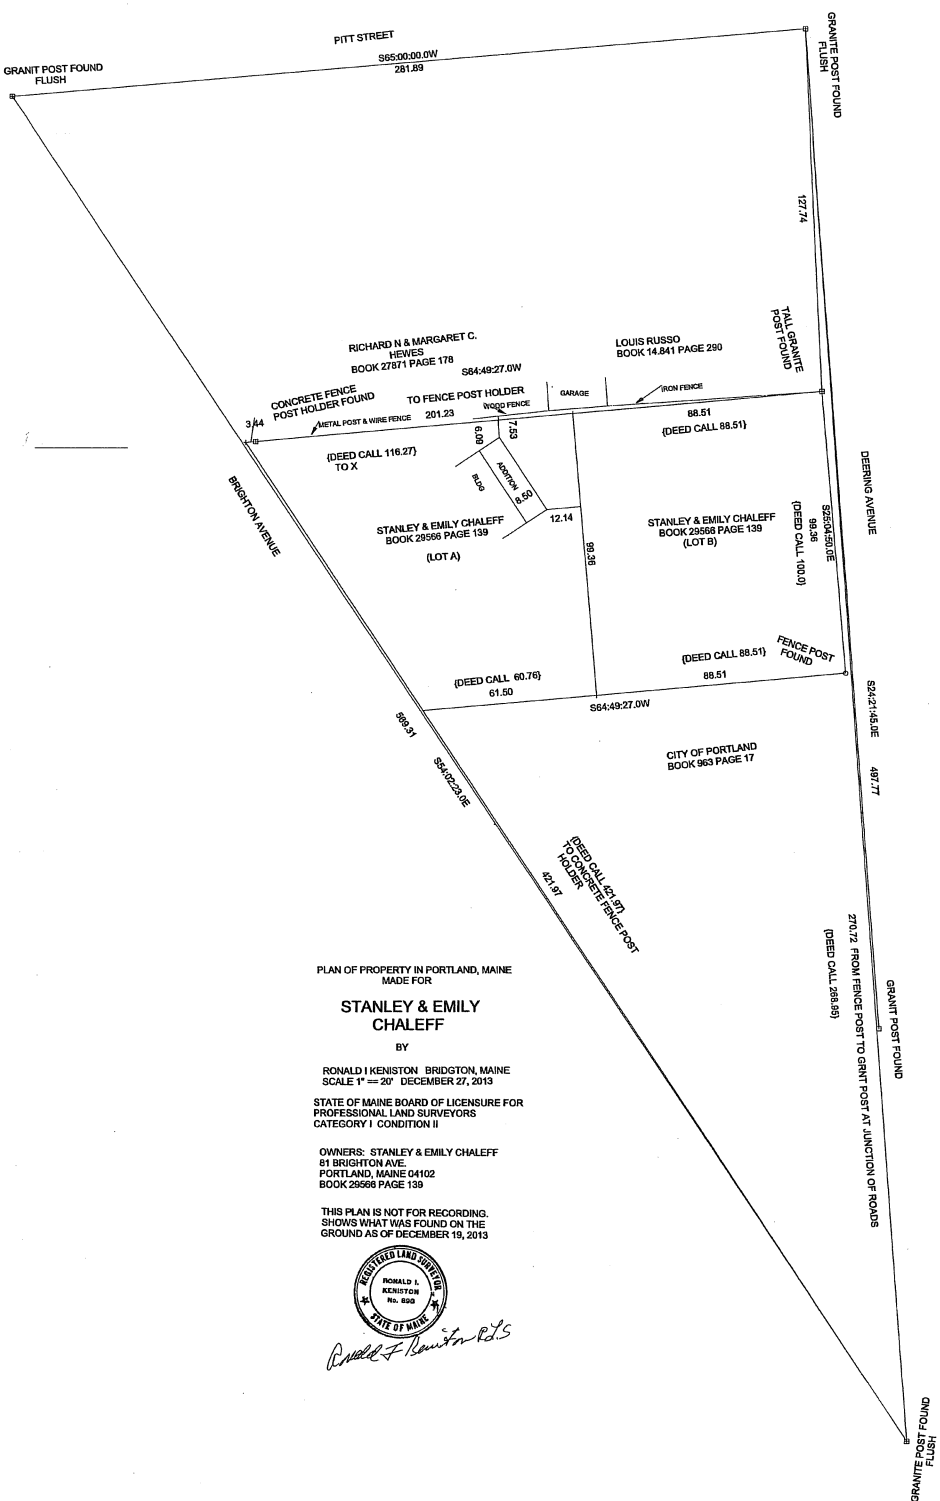 PITT STREET
S65:00:00.0W
281.89
GRANIT POST FOUND
FLUSH
GRANITE POST FOUND
FLUSH
127.74
TALL GRANITE
POST FOUND
RICHARD N & MARGARET C.
HEWES
BOOK 27871 PAGE 178
LOUIS RUSSO
BOOK 14.841 PAGE 290
S64:49:27.0W
CONCRETE FENCE
POST HOLDER FOUND
TO FENCE POST HOLDER
WOOD FENCE
GARAGE
IRON FENCE
3.44
METAL POST & WIRE FENCE
201.23
88.51
{DEED CALL 88.51}
{DEED CALL 116.27}
TO X
6.09
7.53
BLDG
ADDITION
8.50
12.14
BRIGHTON AVENUE
DEERING AVENUE
S25:04:50.0E
99.36
{DEED CALL 100.0}
STANLEY & EMILY CHALEFF
BOOK 29566 PAGE 139
(LOT A)
99.36
STANLEY & EMILY CHALEFF
BOOK 29566 PAGE 139
(LOT B)
FENCE POST
FOUND
{DEED CALL 60.76}
61.50
{DEED CALL 88.51}
88.51
S64:49:27.0W
S24:21:45.0E
497.77
CITY OF PORTLAND
BOOK 963 PAGE 17
569.31
S54:02:23.0E
{DEED CALL 421.97}
TO CONCRETE FENCE POST
HOLDER
421.97
270.72 FROM FENCE POST TO GRNT POST AT JUNCTION OF ROADS
{DEED CALL 268.95}
GRANIT POST FOUND
PLAN OF PROPERTY IN PORTLAND, MAINE
MADE FOR
STANLEY & EMILY
CHALEFF
BY
RONALD I KENISTON BRIDGTON, MAINE
SCALE 1" == 20' DECEMBER 27, 2013
STATE OF MAINE BOARD OF LICENSURE FOR
PROFESSIONAL LAND SURVEYORS
CATEGORY I CONDITION II
OWNERS: STANLEY & EMILY CHALEFF
81 BRIGHTON AVE.
PORTLAND, MAINE 04102
BOOK 29566 PAGE 139
THIS PLAN IS NOT FOR RECORDING.
SHOWS WHAT WAS FOUND ON THE
GROUND AS OF DECEMBER 19, 2013
REGISTERED LAND SURVEYOR
RONALD I.
KENISTON
No. 893
STATE OF MAINE
GRANITE POST FOUND
FLUSH